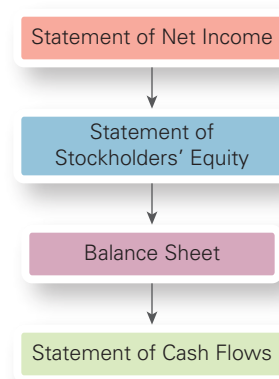 Statement of Net Income
Statement of
Stockholders’ Equity
Balance Sheet
Statement of Cash Flows